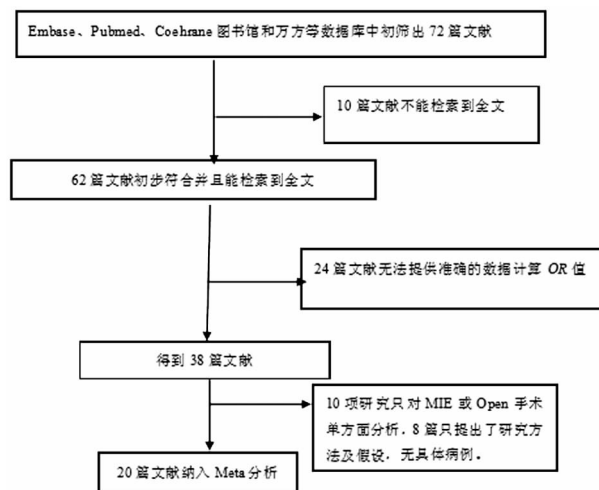 Embase、Pubmed、Coehrane 图书馆和万方等数据库中初筛出 72 篇文献
10 篇文献不能检索到全文
62 篇文献初步符合并且能检索到全文
24 篇文献无法提供准确的数据计算 OR 值
得到 38 篇文献
10 项研究只对 MIE 或 Open 手术
单方面分析．8 篇只提出了研究方
法及假设．无具体病例。
20 篇文献纳入 Meta 分析